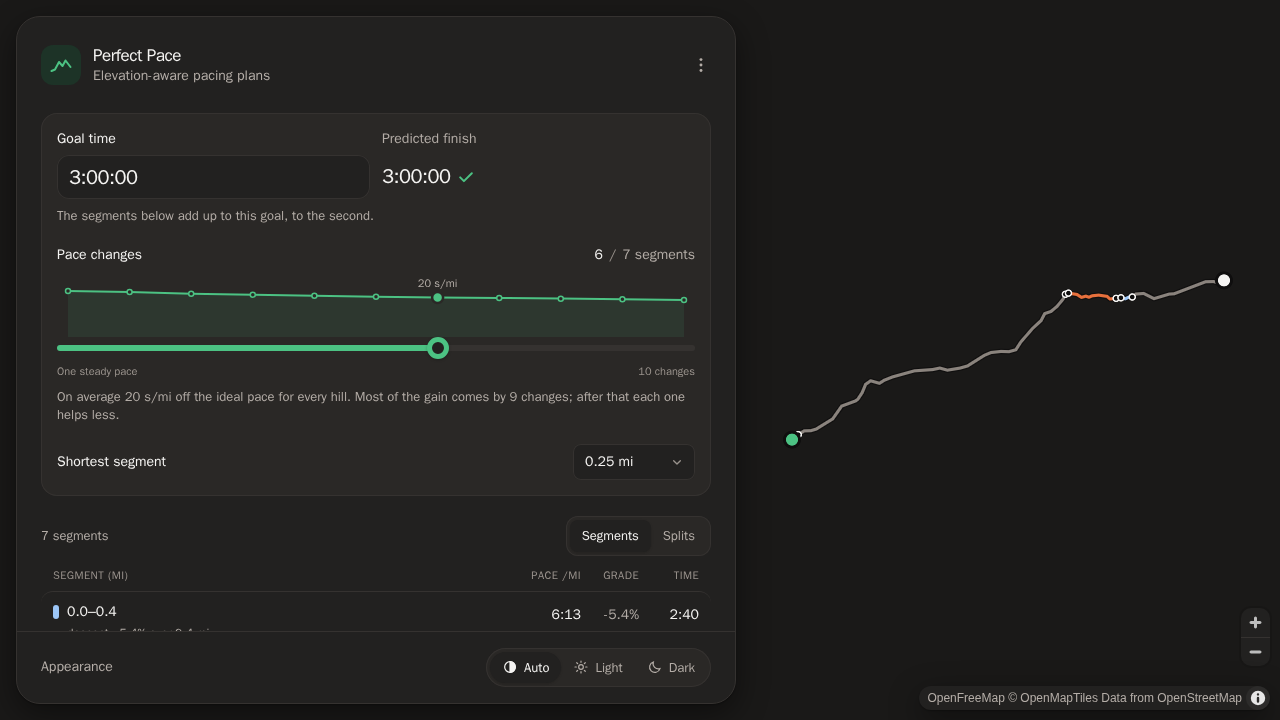 Perfect Pace
Elevation-aware pacing plans
Goal time
Predicted finish
3:00:00
3:00:00
The segments below add up to this goal, to the second.
Pace changes
6 / 7 segments
20 s/mi
One steady pace
10 changes
On average 20 s/mi off the ideal pace for every hill. Most of the gain comes by 9 changes; after that each one
helps less.
Shortest segment
0.25 mi
7 segments
Segments
Splits
SEGMENT (MI)
PACE /MI
GRADE
TIME
0.0–0.4
6:13
-5.4%
2:40
Appearance
Auto
Light
Dark
OpenFreeMap © OpenMapTiles Data from OpenStreetMap